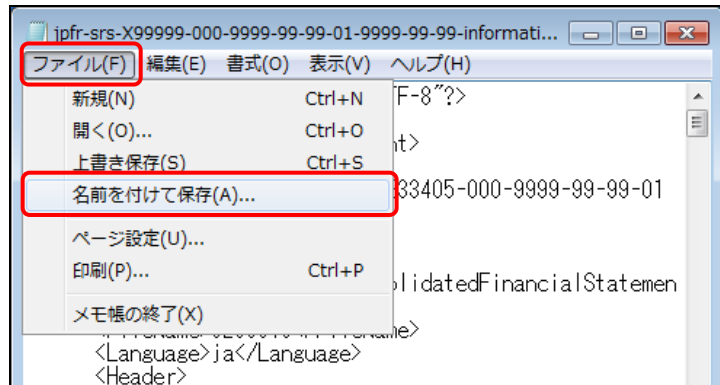 jpfr-srs-X99999-000-9999-99-99-01-9999-99-99-informati...
ファイル(F) 編集(E) 書式(O) 表示(V) ヘルプ(H)
新規(N) Ctrl+N F-8"?>
開く(O)... Ctrl+O
上書き保存(S) Ctrl+S nt>
名前を付けて保存(A)... 33405-000-9999-99-99-01
ページ設定(U)...
印刷(P)... Ctrl+P
olidatedFinancialStatemen
メモ帳の終了(X)
<Language>ja</Language>
<Header>